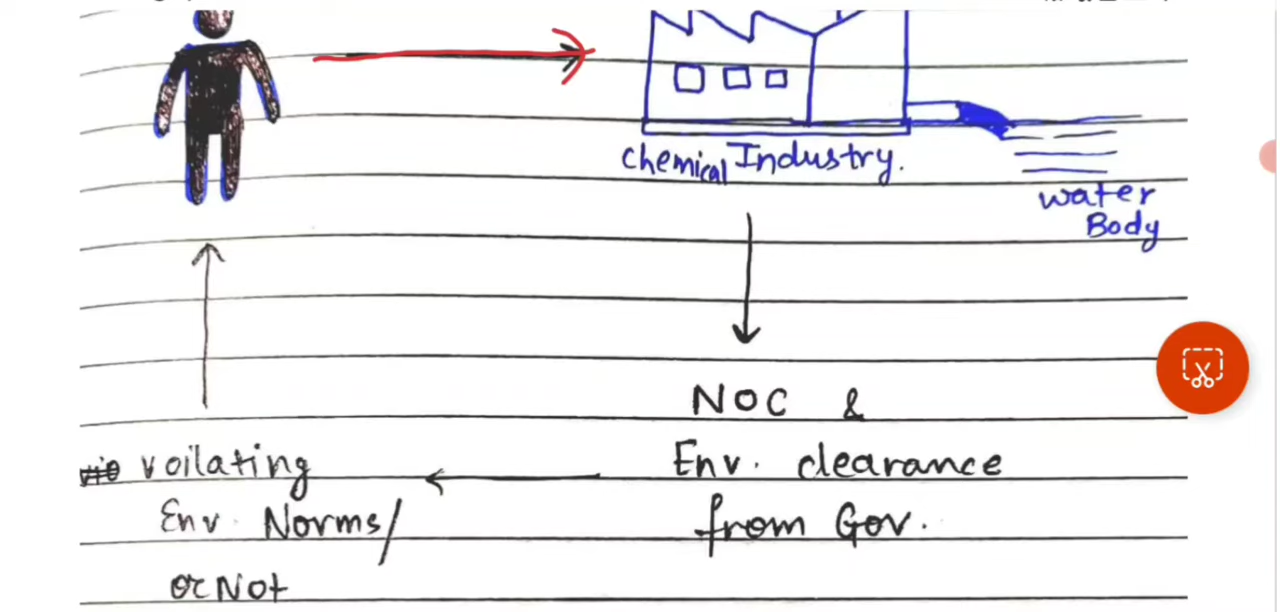 chemical Industry.
water
Body
NOC &
Env. clearance
from Gov.
voilating
Env. Norms/
or Not